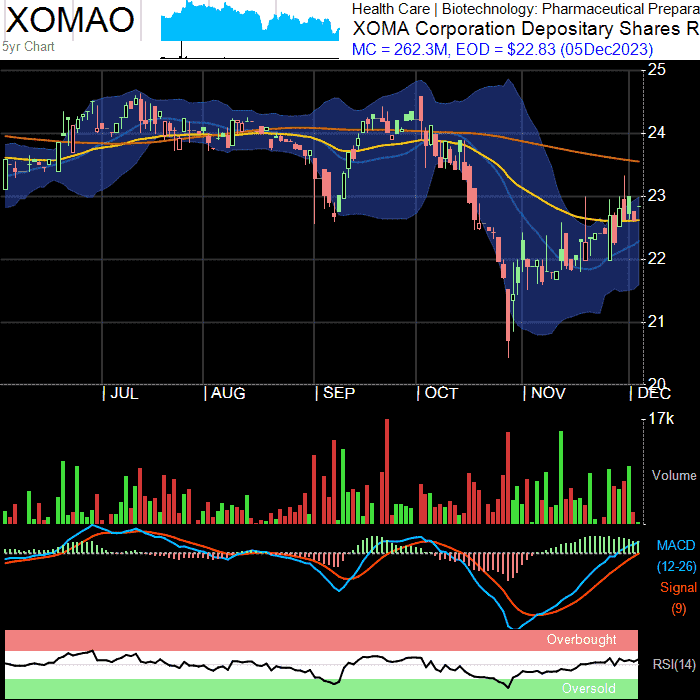 XOMAO
5yr Chart
Health Care | Biotechnology: Pharmaceutical Prepara
XOMA Corporation Depositary Shares R
MC = 262.3M, EOD = $22.83 (05Dec2023)
25
24
23
22
21
20
JUL
AUG
SEP
OCT
NOV
DEC
17k
Volume
MACD
(12-26)
Signal
(9)
Overbought
RSI(14)
Oversold